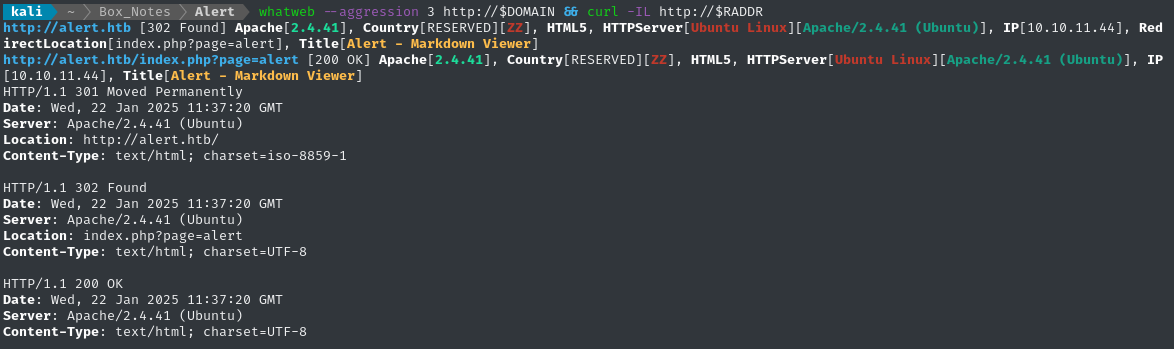 kali ~ Box_Notes Alert whatweb --aggression 3 http://$DOMAIN && curl -IL http://$RADDR
http://alert.htb [302 Found] Apache[2.4.41], Country[RESERVED][ZZ], HTML5, HTTPServer[Ubuntu Linux][Apache/2.4.41 (Ubuntu)], IP[10.10.11.44], Red
irectLocation[index.php?page=alert], Title[Alert - Markdown Viewer]
http://alert.htb/index.php?page=alert [200 OK] Apache[2.4.41], Country[RESERVED][ZZ], HTML5, HTTPServer[Ubuntu Linux][Apache/2.4.41 (Ubuntu)], IP
[10.10.11.44], Title[Alert - Markdown Viewer]
HTTP/1.1 301 Moved Permanently
Date: Wed, 22 Jan 2025 11:37:20 GMT
Server: Apache/2.4.41 (Ubuntu)
Location: http://alert.htb/
Content-Type: text/html; charset=iso-8859-1

HTTP/1.1 302 Found
Date: Wed, 22 Jan 2025 11:37:20 GMT
Server: Apache/2.4.41 (Ubuntu)
Location: index.php?page=alert
Content-Type: text/html; charset=UTF-8

HTTP/1.1 200 OK
Date: Wed, 22 Jan 2025 11:37:20 GMT
Server: Apache/2.4.41 (Ubuntu)
Content-Type: text/html; charset=UTF-8